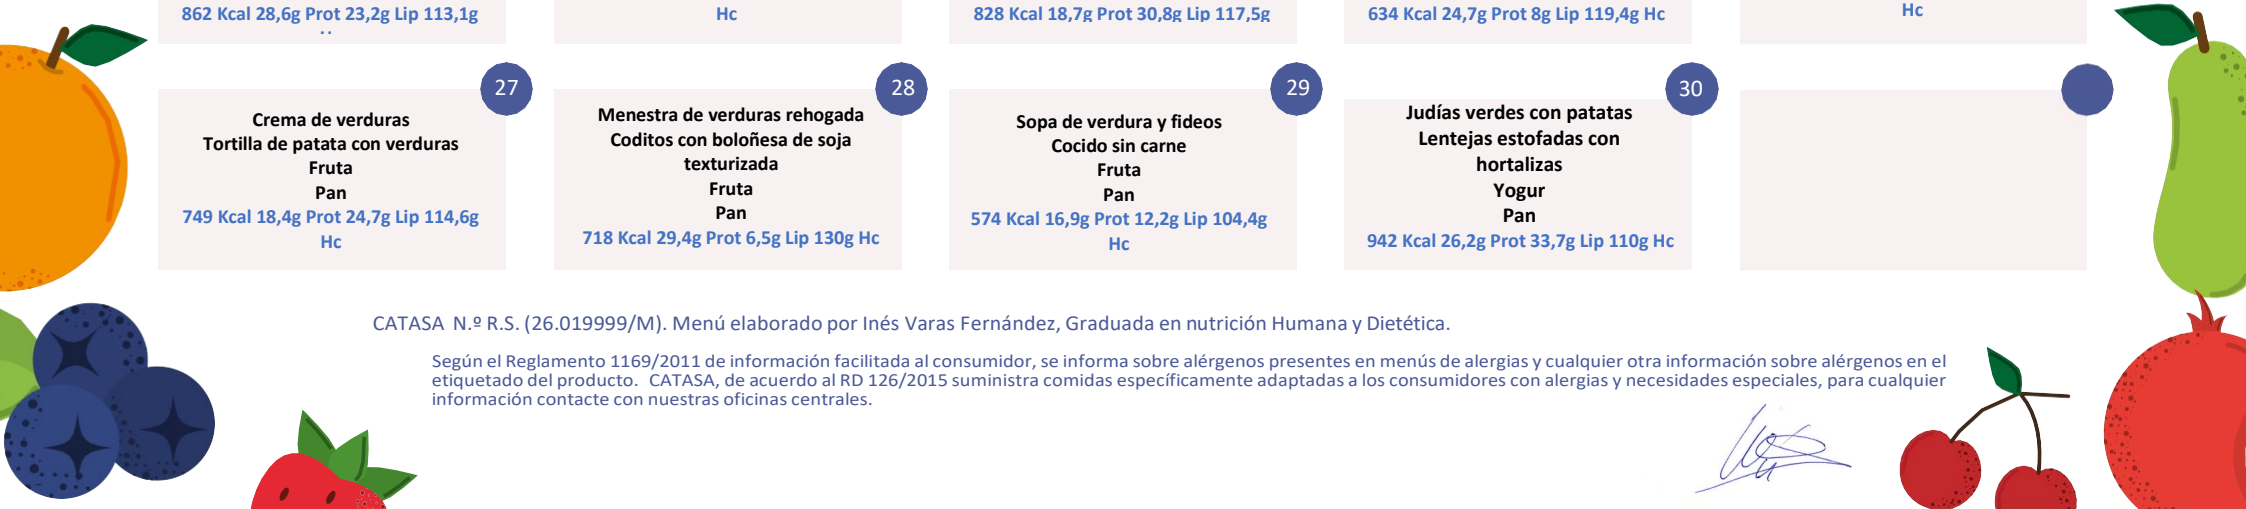 862 Kcal 28,6g Prot 23,2g Lip 113,1g
Hc
828 Kcal 18,7g Prot 30,8g Lip 117,5g
634 Kcal 24,7g Prot 8g Lip 119,4g Hc
Hc
27
Crema de verduras
Tortilla de patata con verduras
Fruta
Pan
749 Kcal 18,4g Prot 24,7g Lip 114,6g
Hc
28
Menestra de verduras rehogada
Coditos con boloñesa de soja
texturizada
Fruta
Pan
718 Kcal 29,4g Prot 6,5g Lip 130g Hc
29
Sopa de verdura y fideos
Cocido sin carne
Fruta
Pan
574 Kcal 16,9g Prot 12,2g Lip 104,4g
Hc
30
Judías verdes con patatas
Lentejas estofadas con
hortalizas
Yogur
Pan
942 Kcal 26,2g Prot 33,7g Lip 110g Hc
CATASA N.º R.S. (26.019999/M). Menú elaborado por Inés Varas Fernández, Graduada en nutrición Humana y Dietética.
Según el Reglamento 1169/2011 de información facilitada al consumidor, se informa sobre alérgenos presentes en menús de alergias y cualquier otra información sobre alérgenos en el
etiquetado del producto. CATASA, de acuerdo al RD 126/2015 suministra comidas específicamente adaptadas a los consumidores con alergias y necesidades especiales, para cualquier
información contacte con nuestras oficinas centrales.